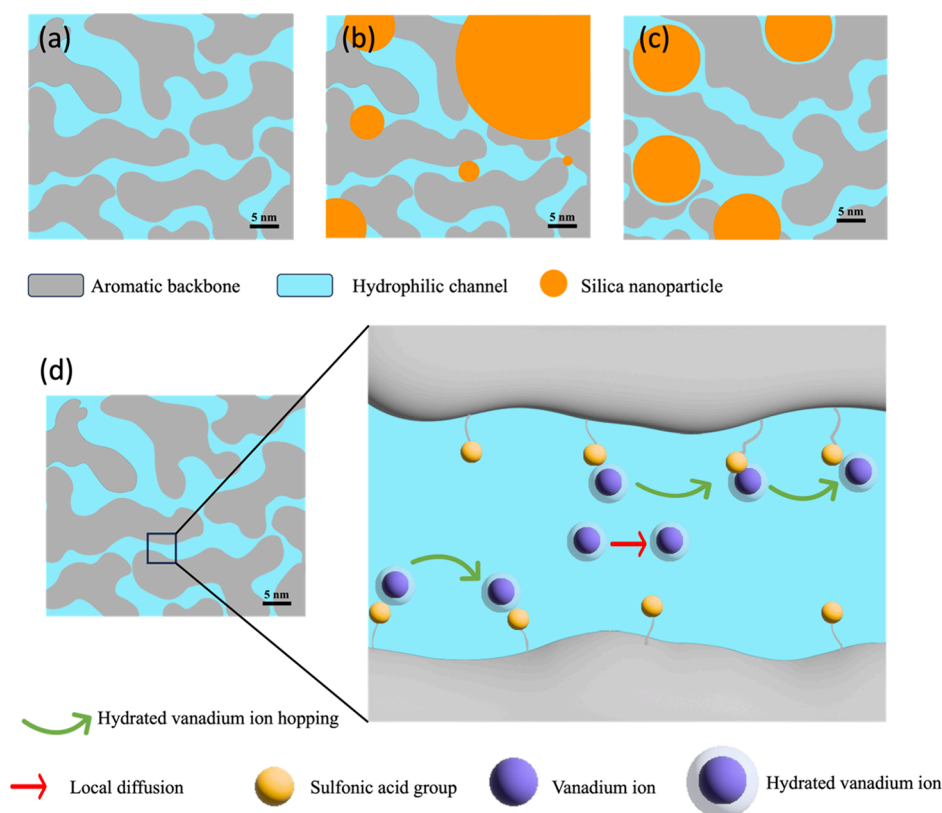 (a)
(b)
(c)
5 nm
5 nm
5 nm
Aromatic backbone
Hydrophilic channel
Silica nanoparticle
(d)
5 nm
Hydrated vanadium ion hopping
Local diffusion
Sulfonic acid group
Vanadium ion
Hydrated vanadium ion